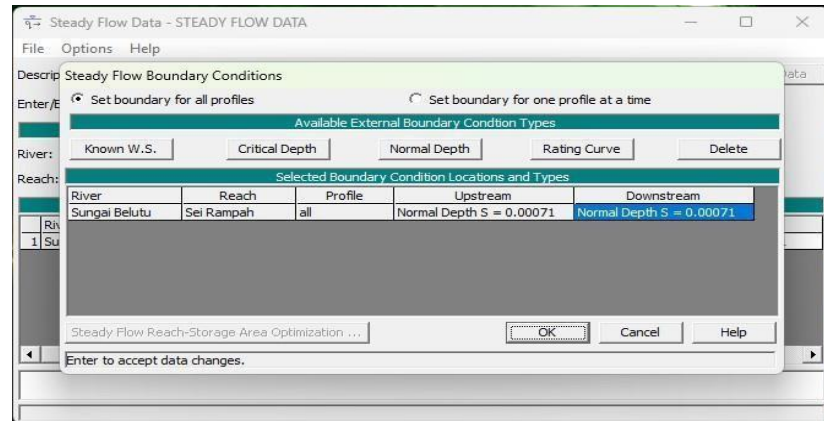 Steady Flow Data - STEADY FLOW DATA
File Options Help
Descrip
Steady Flow Boundary Conditions
ata
Enter/E
Set boundary for all profiles Set boundary for one profile at a time
Available External Boundary Condtion Types
River: Known W.S. Critical Depth Normal Depth Rating Curve Delete
Reach:
Selected Boundary Condition Locations and Types
River Reach Profile Upstream Downstream
Sungai Belutu Sei Rampah all Normal Depth S = 0.00071 Normal Depth S = 0.00071
Riv
1 Su
Steady Flow Reach-Storage Area Optimization ... OK Cancel Help
Enter to accept data changes.